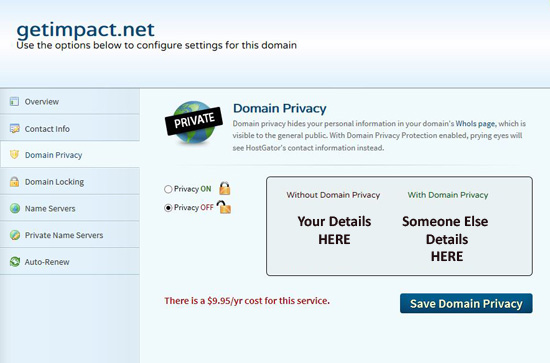 getimpact.net
Use the options below to configure settings for this domain
Overview
Contact Info
Domain Privacy
Domain Locking
Name Servers
Private Name Servers
Auto-Renew
PRIVATE
Domain Privacy
Domain privacy hides your personal information in your domain's WhoIs page, which is
visible to the general public. With Domain Privacy Protection enabled, prying eyes will
see HostGator's contact information instead.
Privacy ON
Privacy OFF
Without Domain Privacy
Your Details
HERE
With Domain Privacy
Someone Else
Details
HERE
There is a $9.95/yr cost for this service.
Save Domain Privacy